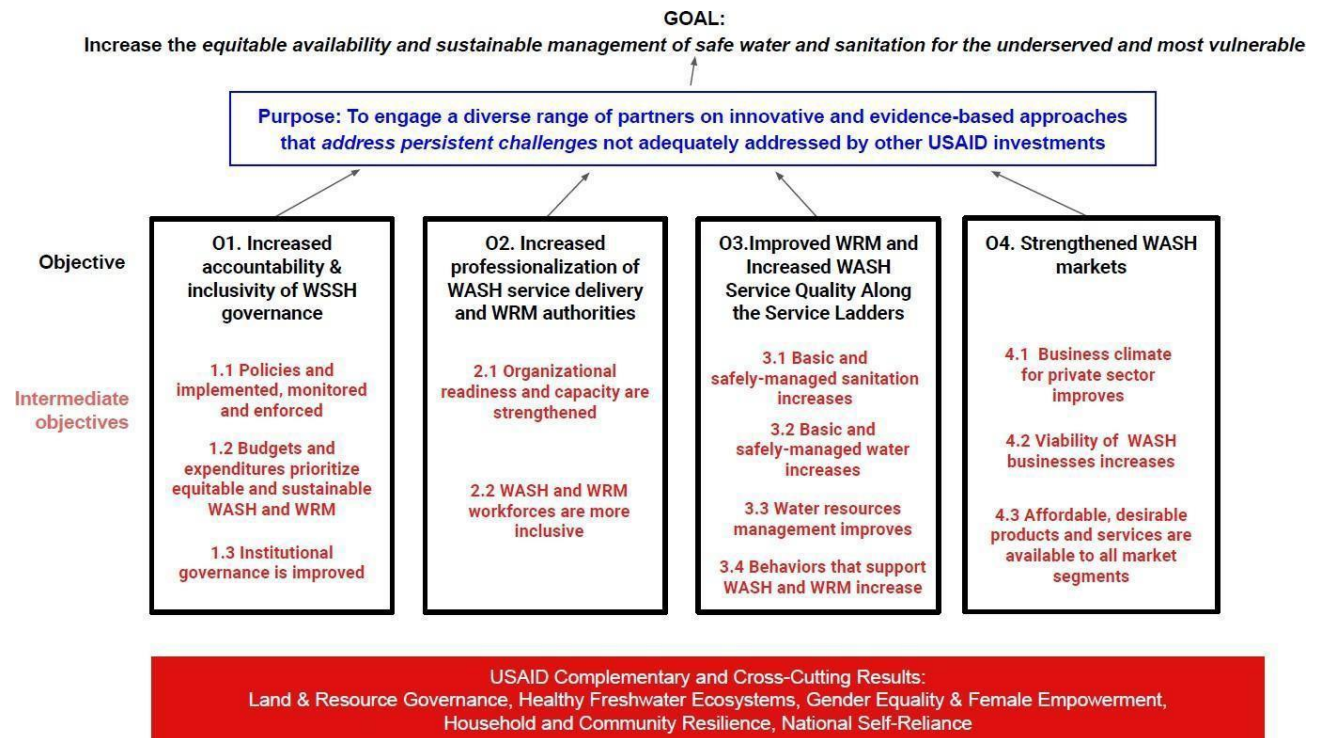 GOAL:
Increase the equitable availability and sustainable management of safe water and sanitation for the underserved and most vulnerable
Purpose: To engage a diverse range of partners on innovative and evidence-based approaches
that address persistent challenges not adequately addressed by other USAID investments
Objective
O1. Increased
accountability &
inclusivity of WSSH
governance
O2. Increased
professionalization of
WASH service delivery
and WRM authorities
O3.Improved WRM and
Increased WASH
Service Quality Along
the Service Ladders
O4. Strengthened WASH
markets
Intermediate
objectives
1.1 Policies and
implemented, monitored
and enforced
1.2 Budgets and
expenditures prioritize
equitable and sustainable
WASH and WRM
1.3 Institutional
governance is improved
2.1 Organizational
readiness and capacity are
strengthened
2.2 WASH and WRM
workforces are more
inclusive
3.1 Basic and
safely-managed sanitation
increases
3.2 Basic and
safely-managed water
increases
3.3 Water resources
management improves
3.4 Behaviors that support
WASH and WRM increase
4.1 Business climate
for private sector
improves
4.2 Viability of WASH
businesses increases
4.3 Affordable, desirable
products and services are
available to all market
segments
USAID Complementary and Cross-Cutting Results:
Land & Resource Governance, Healthy Freshwater Ecosystems, Gender Equality & Female Empowerment,
Household and Community Resilience, National Self-Reliance